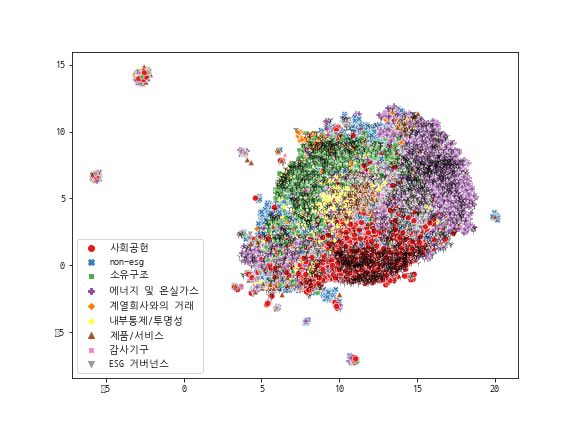 15
10
5
0
□5
□5
0
5
10
15
20
사회공헌
non-esg
소유구조
에너지 및 온실가스
계열회사와의 거래
내부통제/투명성
제품/서비스
감사기구
ESG 거버넌스